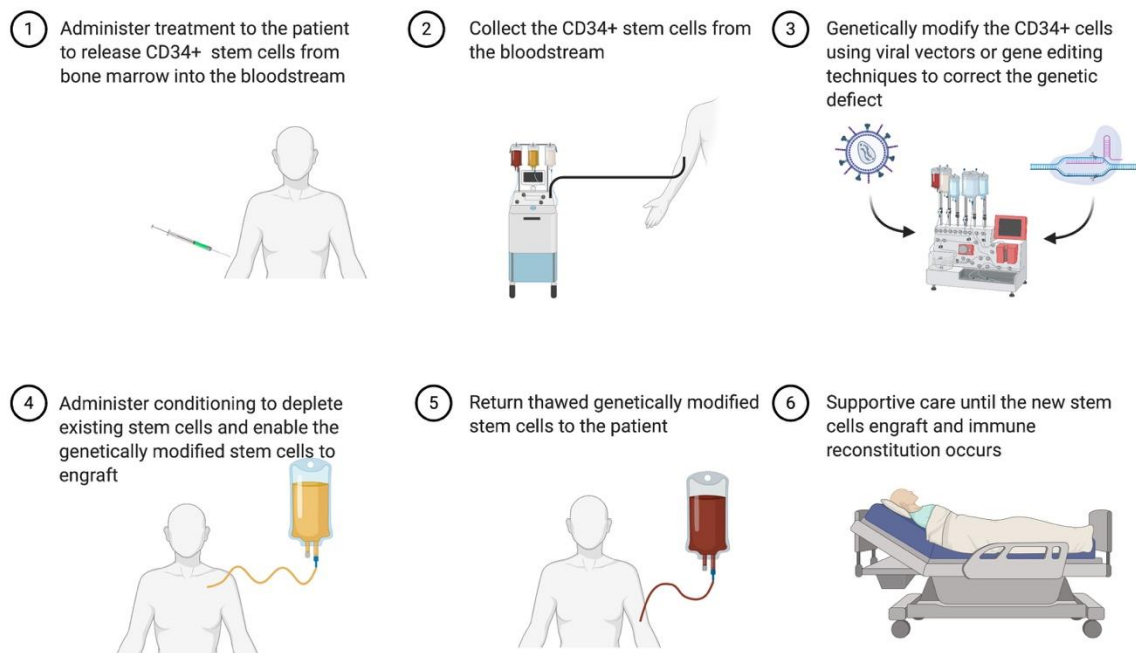 1
Administer treatment to the patient
to release CD34+ stem cells from
bone marrow into the bloodstream
2
Collect the CD34+ stem cells from
the bloodstream
3
Genetically modify the CD34+ cells
using viral vectors or gene editing
techniques to correct the genetic
defiect
4
Administer conditioning to deplete
existing stem cells and enable the
genetically modified stem cells to
engraft
5
Return thawed genetically modified
stem cells to the patient
6
Supportive care until the new stem
cells engraft and immune
reconstitution occurs